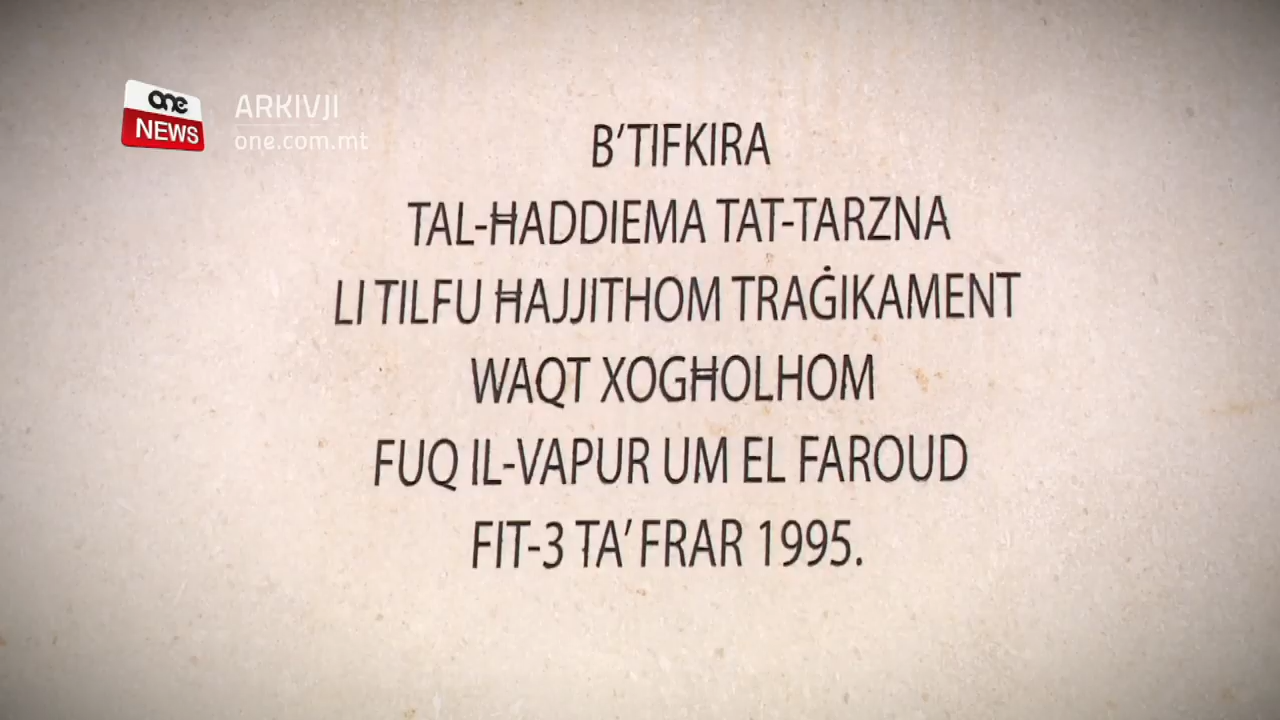 one
NEWS
ARKIVJI
one.com.mt
B'TIFKIRA
TAL-ĦADDIEMA TAT-TARZNA
LI TILFU ĦAJJITHOM TRAĠIKAMENT
WAQT XOGĦOLHOM
FUQ IL-VAPUR UM EL FAROUD
FIT-3 TA' FRAR 1995.